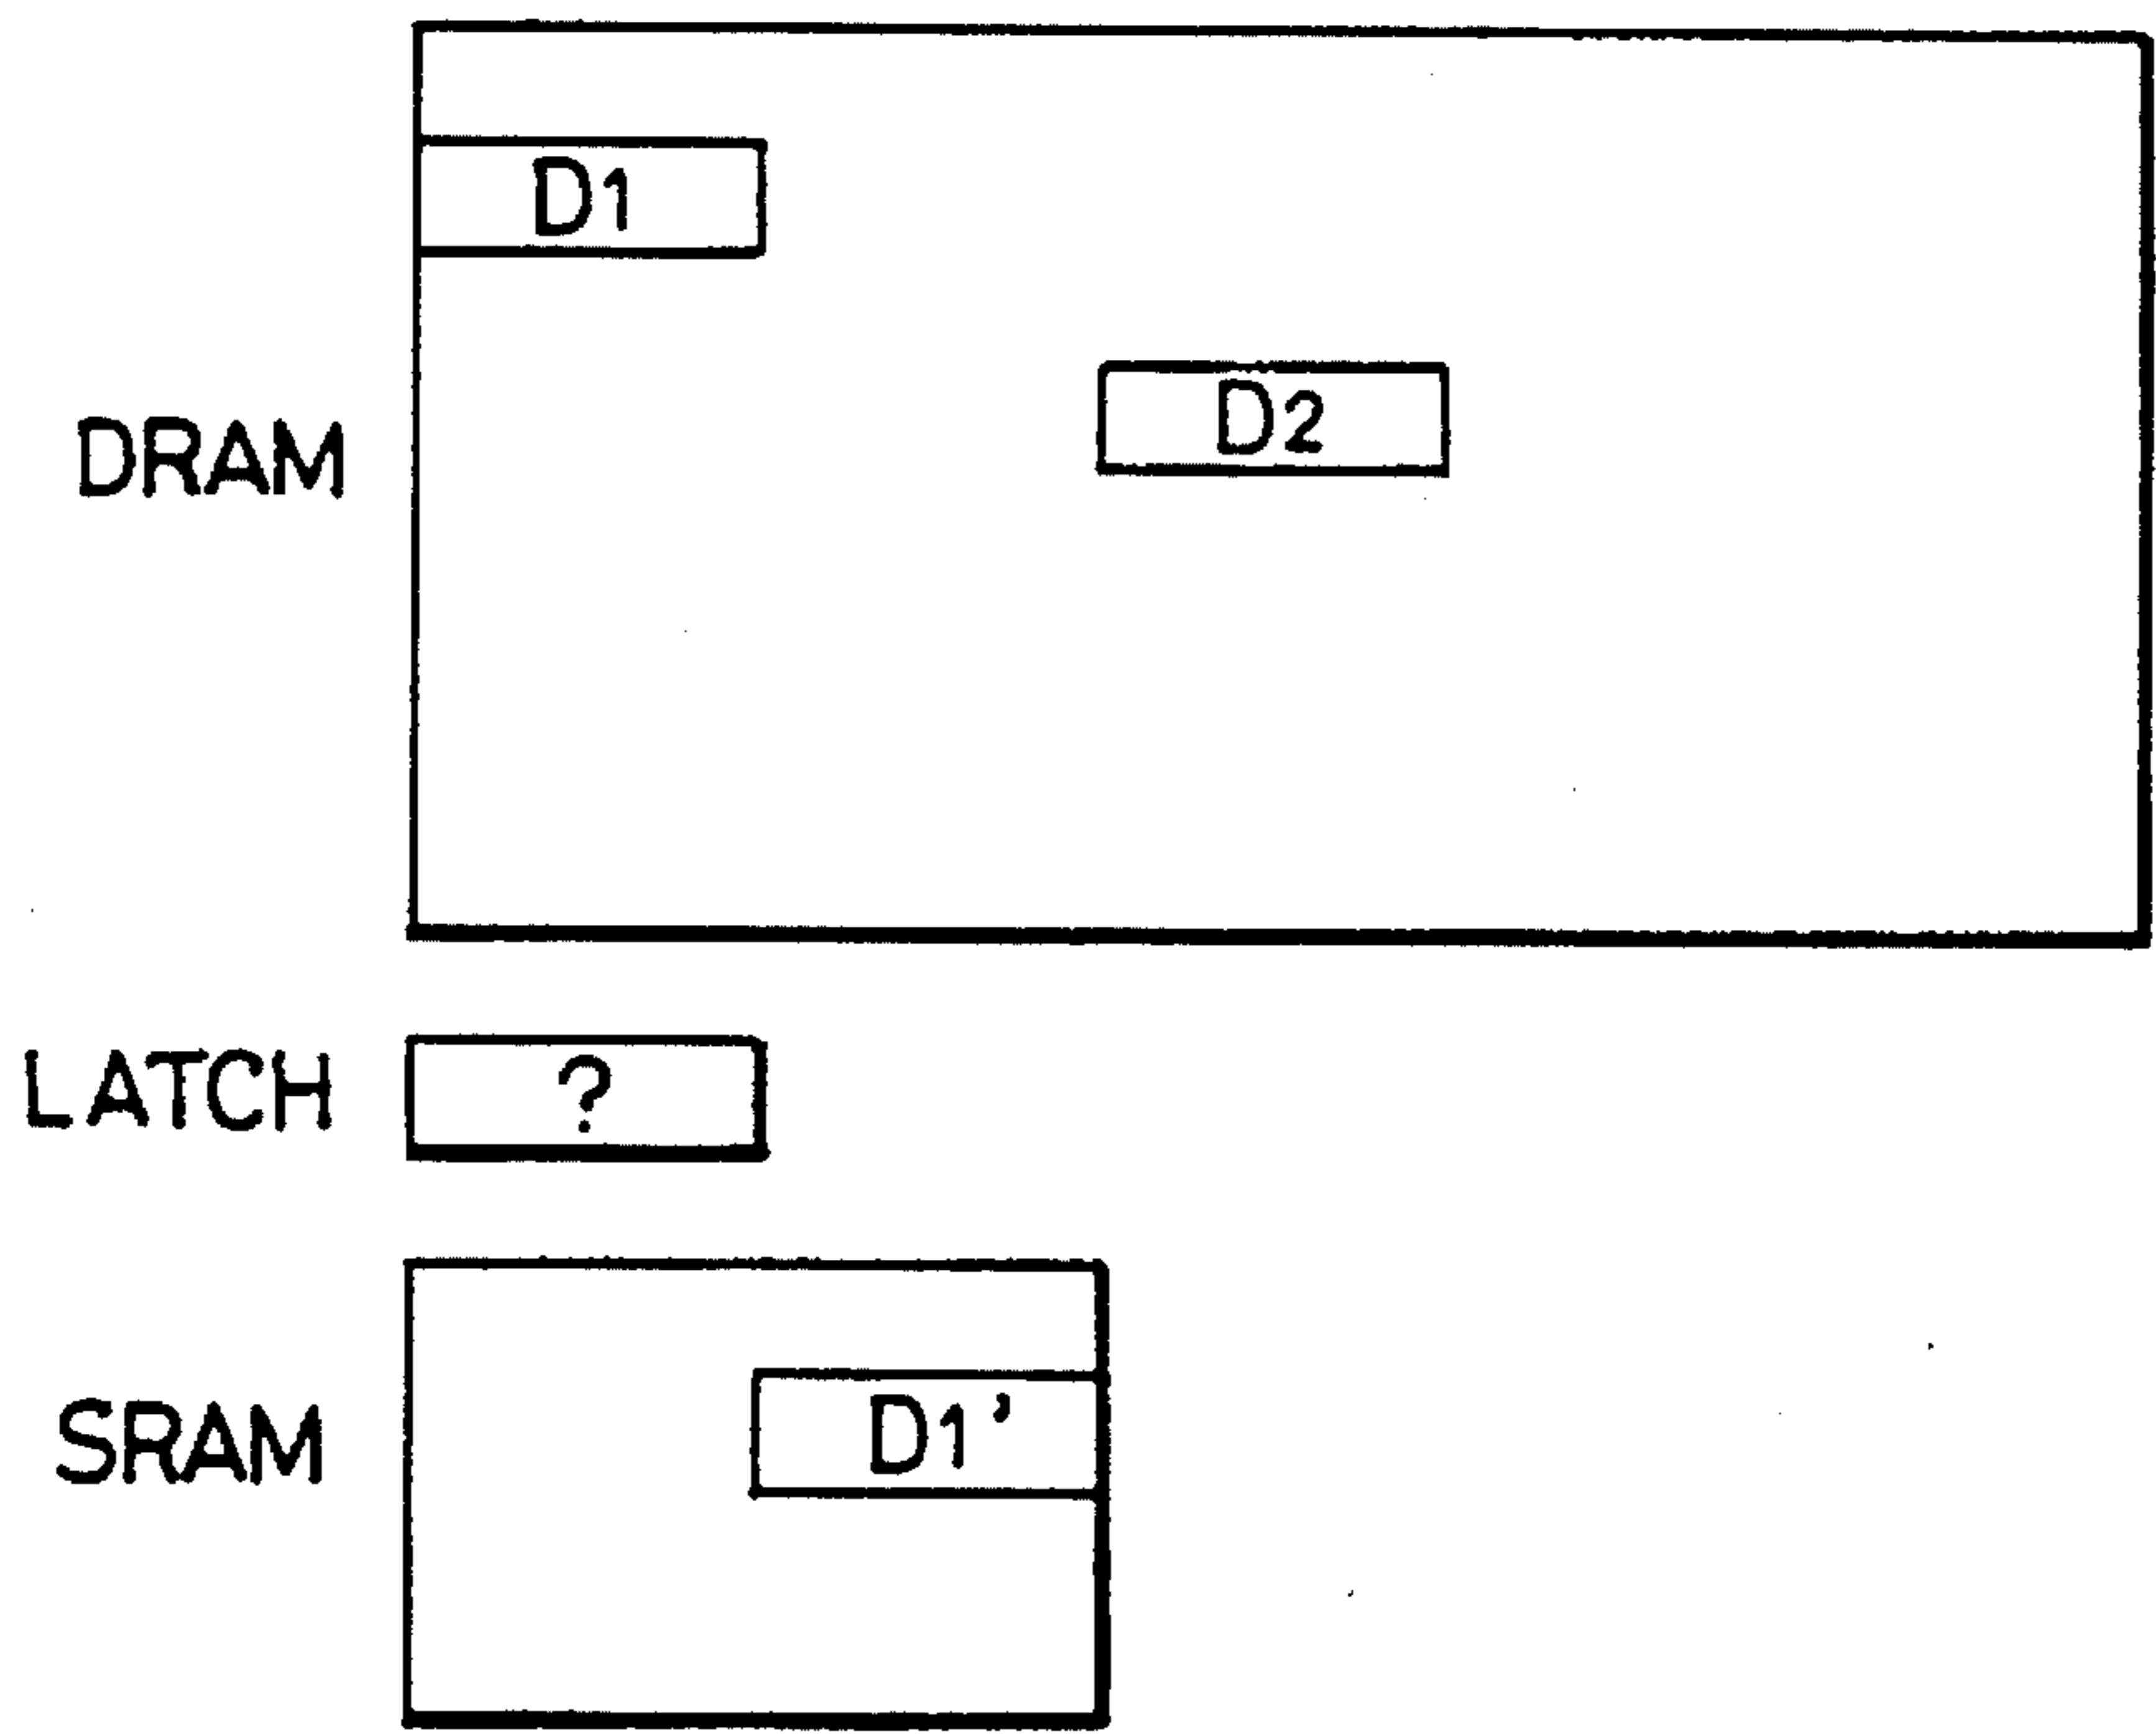 D1
D2
DRAM
LATCH ?
D1’
SRAM